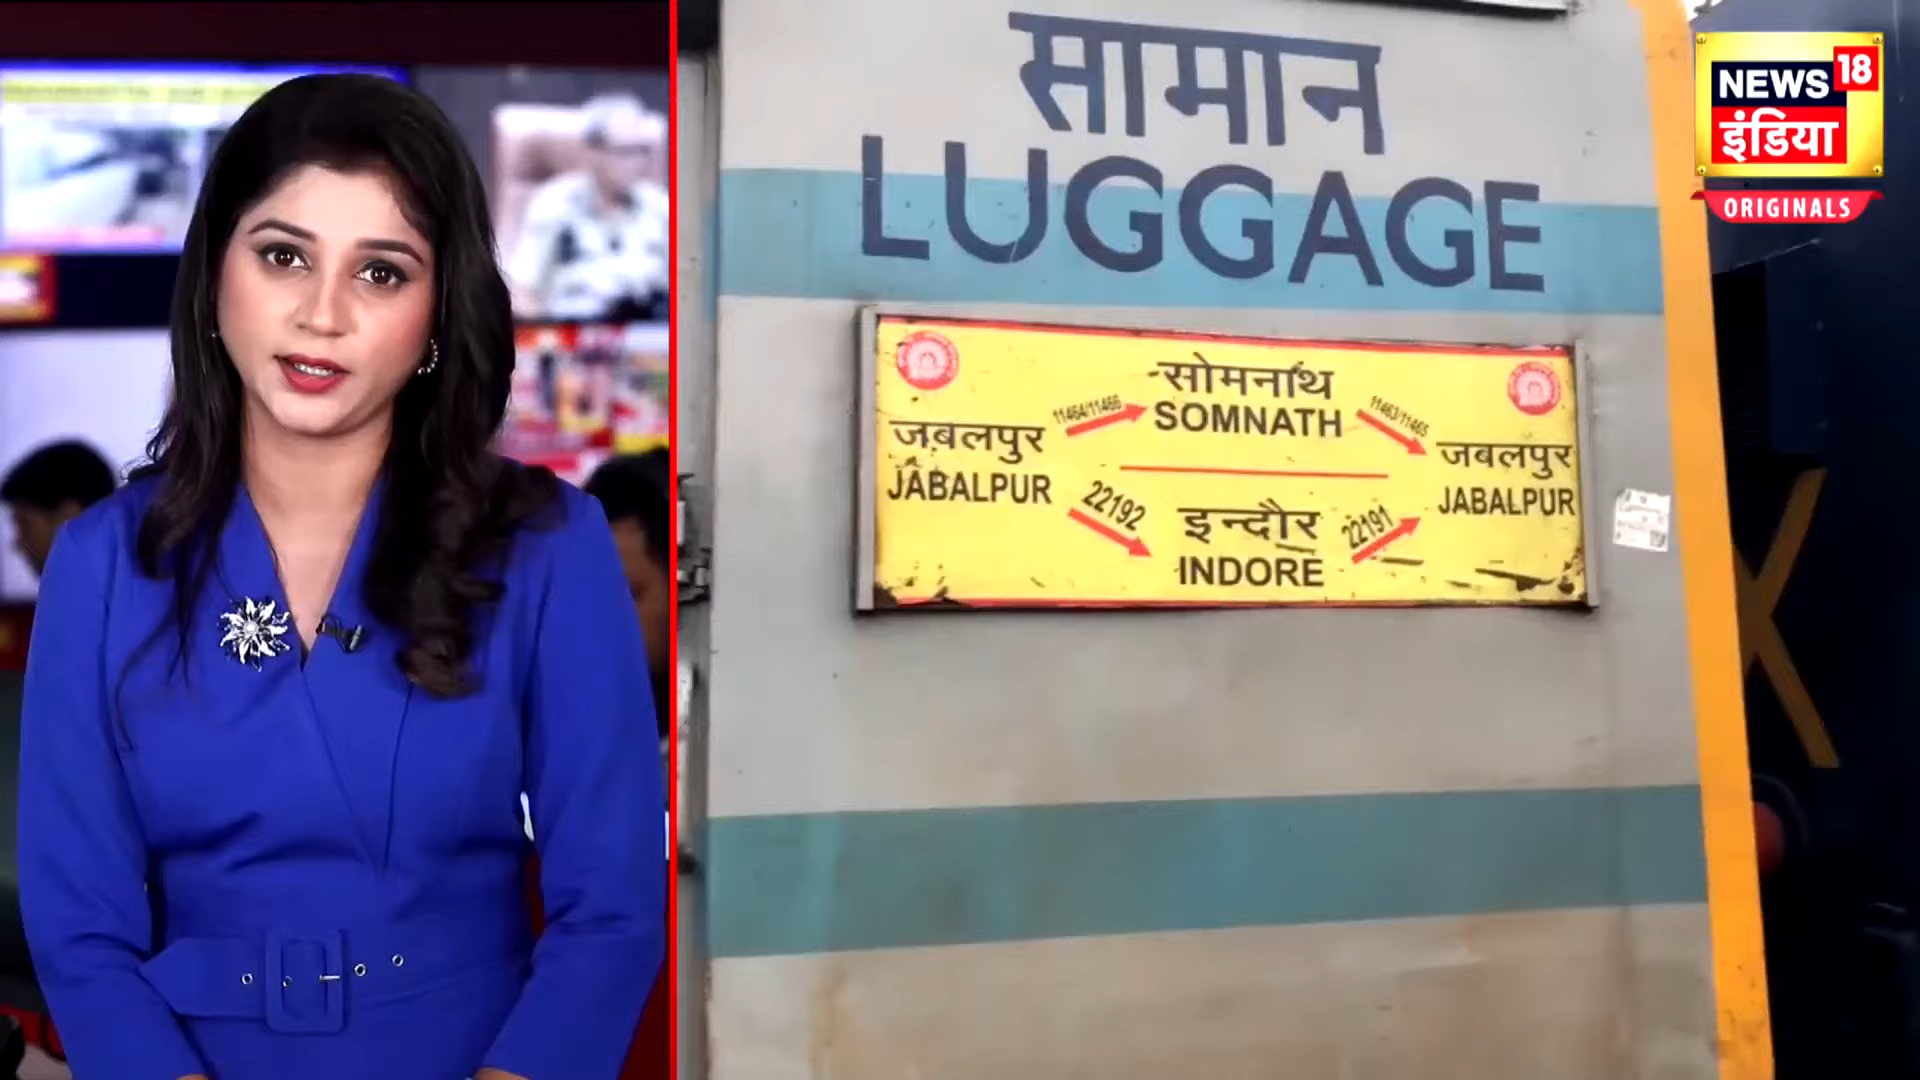 सामान
LUGGAGE
सोमनाथ
SOMNATH
11464/11466
11463/11465
जबलपुर
JABALPUR
जबलपुर
JABALPUR
22192
इन्दौर
INDORE
22191
NEWS 18
इंडिया
ORIGINALS
K